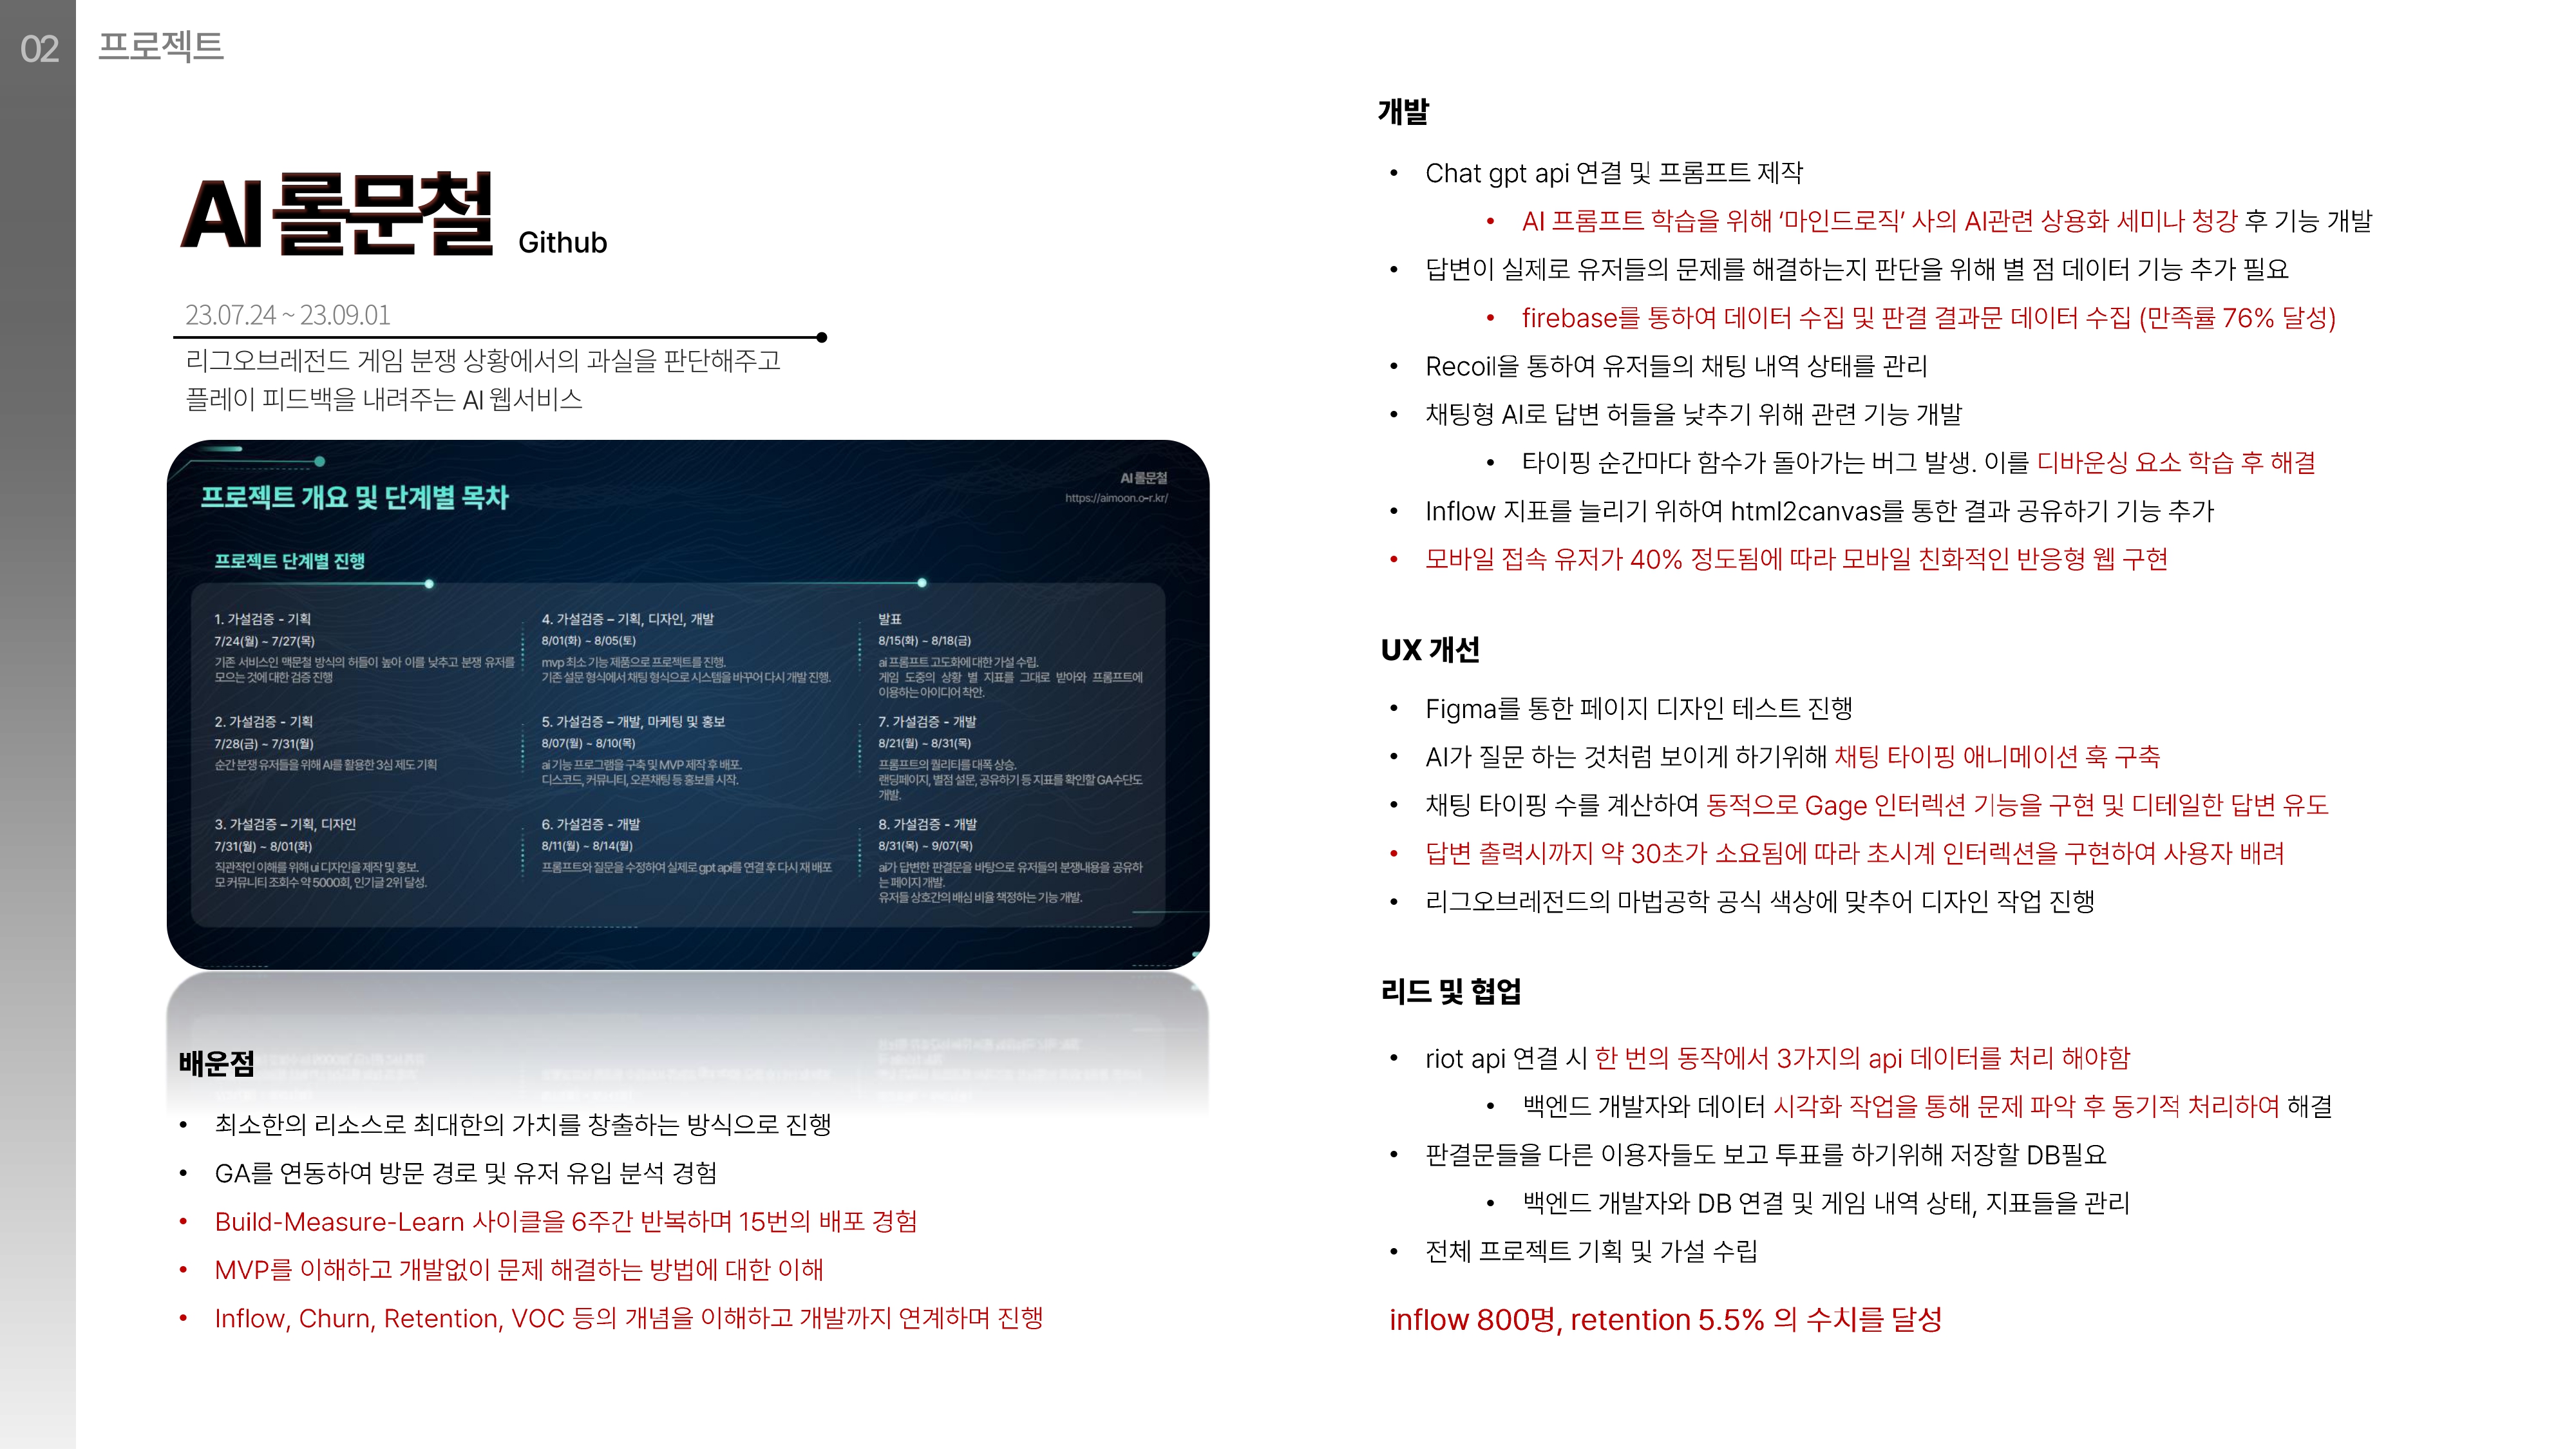 02 프로젝트
AI 롤문철 Github
23.07.24 ~ 23.09.01
리그오브레전드 게임 분쟁 상황에서의 과실을 판단해주고
플레이 피드백을 내려주는 AI 웹서비스
AI 롤문철
https://aimoon.o-r.kr/
프로젝트 개요 및 단계별 목차
프로젝트 단계별 진행
1. 가설검증 - 기획
7/24(월) ~ 7/27(목)
기존 서비스인 맥문철 방식의 허들이 높아 이를 낮추고 분쟁 유저를
모으는 것에 대한 검증 진행
2. 가설검증 - 기획
7/28(금) ~ 7/31(월)
순간 분쟁 유저들을 위해 AI를 활용한 3심 제도 기획
3. 가설검증 – 기획, 디자인
7/31(월) ~ 8/01(화)
직관적인 이해를 위해 ui 디자인을 제작 및 홍보.
모 커뮤니티 조회수 약 5000회, 인기글 2위 달성.
4. 가설검증 – 기획, 디자인, 개발
8/01(화) ~ 8/05(토)
mvp 최소 기능 제품으로 프로젝트를 진행.
기존 설문 형식에서 채팅 형식으로 시스템을 바꾸어 다시 개발 진행.
5. 가설검증 – 개발, 마케팅 및 홍보
8/07(월) ~ 8/10(목)
ai 기능 프로그램을 구축 및 MVP 제작 후 배포.
디스코드, 커뮤니티, 오픈채팅 등 홍보를 시작.
6. 가설검증 - 개발
8/11(월) ~ 8/14(월)
프롬프트와 질문을 수정하여 실제로 gpt api를 연결 후 다시 재 배포
발표
8/15(화) ~ 8/18(금)
ai 프롬프트 고도화에 대한 가설 수립.
게임 도중의 상황 별 지표를 그대로 받아와 프롬프트에
이용하는 아이디어 착안.
7. 가설검증 - 개발
8/21(월) ~ 8/31(목)
프롬프트의 퀄리티를 대폭 상승.
랜딩페이지, 별점 설문, 공유하기 등 지표를 확인할 GA수단도
개발.
8. 가설검증 - 개발
8/31(목) ~ 9/07(목)
ai가 답변한 판결문을 바탕으로 유저들의 분쟁내용을 공유하
는 페이지 개발.
유저들 상호간의 배심 비율 책정하는 기능 개발.
배운점
• 최소한의 리소스로 최대한의 가치를 창출하는 방식으로 진행
• GA를 연동하여 방문 경로 및 유저 유입 분석 경험
• Build-Measure-Learn 사이클을 6주간 반복하며 15번의 배포 경험
• MVP를 이해하고 개발없이 문제 해결하는 방법에 대한 이해
• Inflow, Churn, Retention, VOC 등의 개념을 이해하고 개발까지 연계하며 진행
개발
• Chat gpt api 연결 및 프롬프트 제작
• AI 프롬프트 학습을 위해 ‘마인드로직’ 사의 AI관련 상용화 세미나 청강 후 기능 개발
• 답변이 실제로 유저들의 문제를 해결하는지 판단을 위해 별 점 데이터 기능 추가 필요
• firebase를 통하여 데이터 수집 및 판결 결과문 데이터 수집 (만족률 76% 달성)
• Recoil을 통하여 유저들의 채팅 내역 상태를 관리
• 채팅형 AI로 답변 허들을 낮추기 위해 관련 기능 개발
• 타이핑 순간마다 함수가 돌아가는 버그 발생. 이를 디바운싱 요소 학습 후 해결
• Inflow 지표를 늘리기 위하여 html2canvas를 통한 결과 공유하기 기능 추가
• 모바일 접속 유저가 40% 정도됨에 따라 모바일 친화적인 반응형 웹 구현
UX 개선
• Figma를 통한 페이지 디자인 테스트 진행
• AI가 질문 하는 것처럼 보이게 하기위해 채팅 타이핑 애니메이션 훅 구축
• 채팅 타이핑 수를 계산하여 동적으로 Gage 인터렉션 기능을 구현 및 디테일한 답변 유도
• 답변 출력시까지 약 30초가 소요됨에 따라 초시계 인터렉션을 구현하여 사용자 배려
• 리그오브레전드의 마법공학 공식 색상에 맞추어 디자인 작업 진행
리드 및 협업
• riot api 연결 시 한 번의 동작에서 3가지의 api 데이터를 처리 해야함
• 백엔드 개발자와 데이터 시각화 작업을 통해 문제 파악 후 동기적 처리하여 해결
• 판결문들을 다른 이용자들도 보고 투표를 하기위해 저장할 DB필요
• 백엔드 개발자와 DB 연결 및 게임 내역 상태, 지표들을 관리
• 전체 프로젝트 기획 및 가설 수립
inflow 800명, retention 5.5% 의 수치를 달성